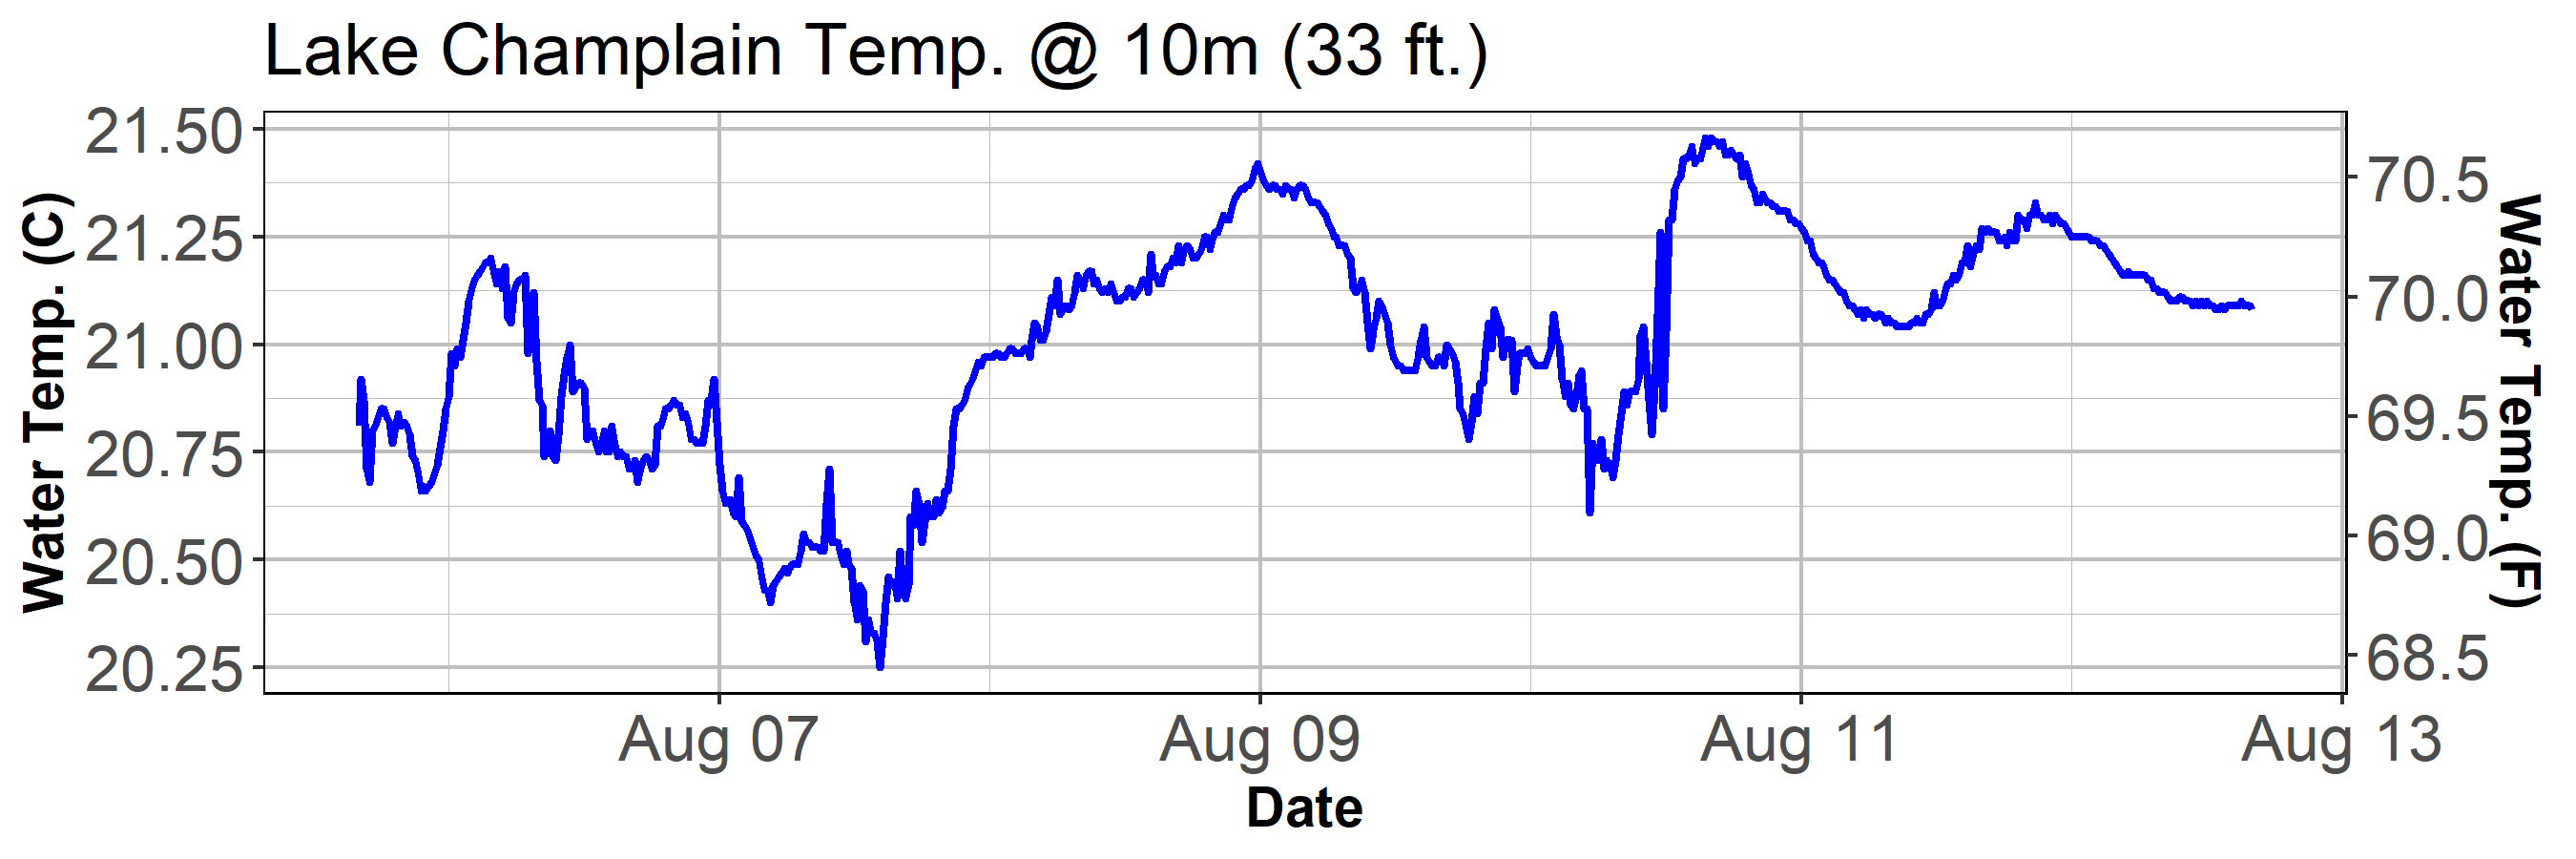 Lake Champlain Temp. @ 10m (33 ft.)
Water Temp. (C)
21.50
21.25
21.00
20.75
20.50
20.25
70.5
70.0
69.5
69.0
68.5
Water Temp. (F)
Aug 07 Aug 09 Aug 11 Aug 13
Date